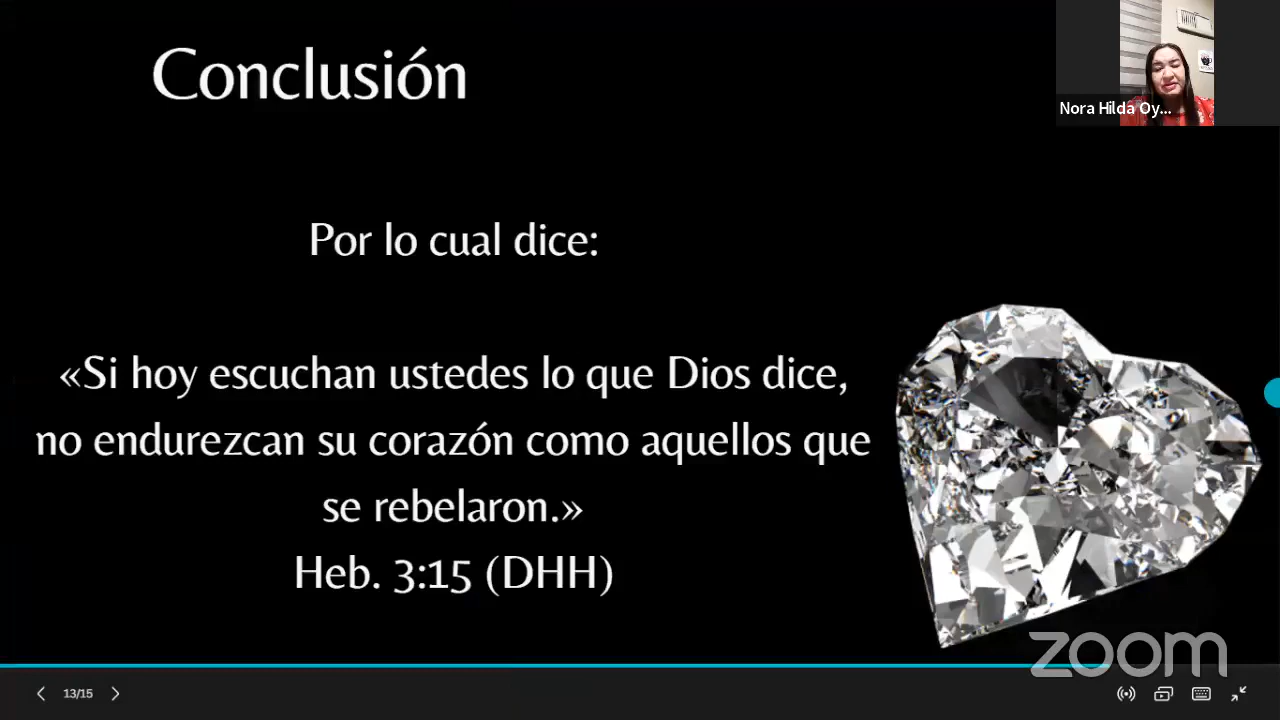 Conclusión
Nora Hilda Oy...
Por lo cual dice:
«Si hoy escuchan ustedes lo que Dios dice,
no endurezcan su corazón como aquellos que
se rebelaron.»
Heb. 3:15 (DHH)
zoom
13/15